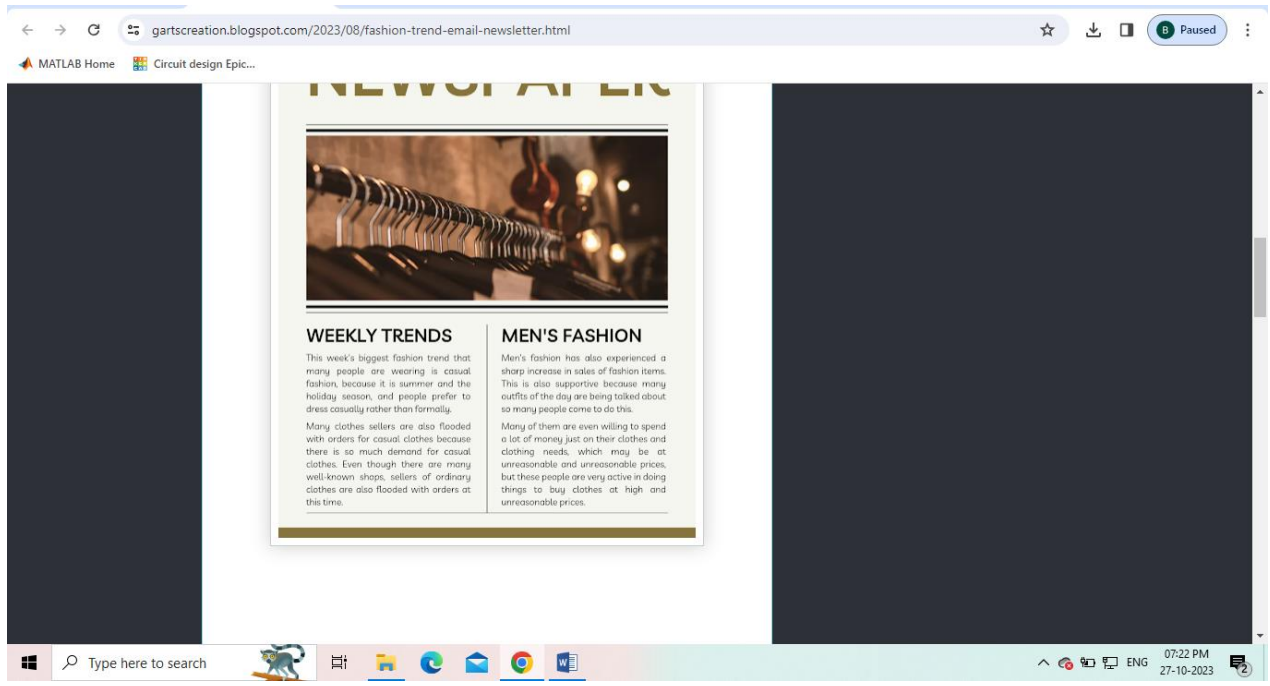 gartscreation.blogspot.com/2023/08/fashion-trend-email-newsletter.html
B Paused
MATLAB Home
Circuit design Epic...
NEWSPAPER
WEEKLY TRENDS
This week's biggest fashion trend that
many people are wearing is casual
fashion, because it is summer and the
holiday season, and people prefer to
dress casually rather than formally.
Many clothes sellers are also flooded
with orders for casual clothes because
there is so much demand for casual
clothes. Even though there are many
well-known shops, sellers of ordinary
clothes are also flooded with orders at
this time.
MEN'S FASHION
Men's fashion has also experienced a
sharp increase in sales of fashion items.
This is also supportive because many
outfits of the day are being talked about
so many people come to do this.
Many of them are even willing to spend
a lot of money just on their clothes and
clothing needs, which may be at
unreasonable and unreasonable prices,
but these people are very active in doing
things to buy clothes at high and
unreasonable prices.
Type here to search
ENG
07:22 PM
27-10-2023
2